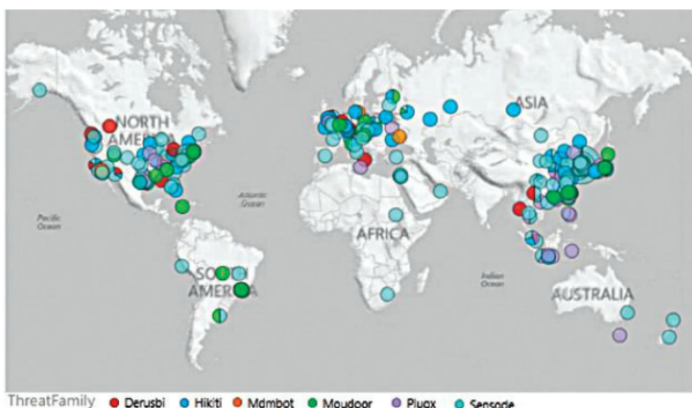 NORTH
AMERICA
ASIA
Atlantic
Ocean
Pacific
Ocean
AFRICA
SOUTH
AMERICA
Indian
Ocean
AUSTRALIA
ThreatFamily Derusbi Hikiti Mdmbot Moudoor Plugx Sensode